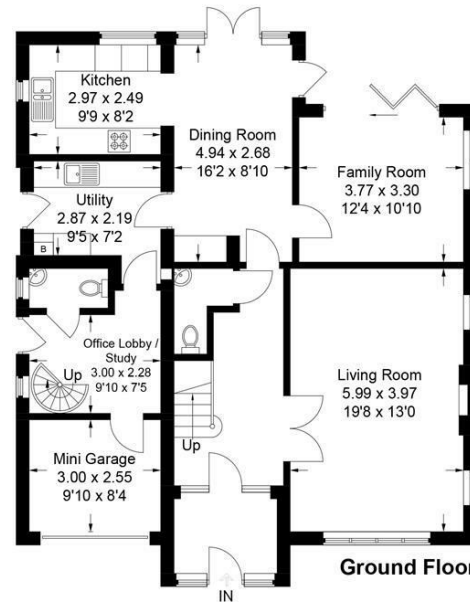 Kitchen
2.97 x 2.49
9'9 x 8'2
Dining Room
4.94 x 2.68
16'2 x 8'10
Family Room
3.77 x 3.30
12'4 x 10'10
Utility
2.87 x 2.19
9'5 x 7'2
B
Office Lobby /
Study
3.00 x 2.28
9'10 x 7'5
Up
Living Room
5.99 x 3.97
19'8 x 13'0
Up
Mini Garage
3.00 x 2.55
9'10 x 8'4
Ground Floor
IN